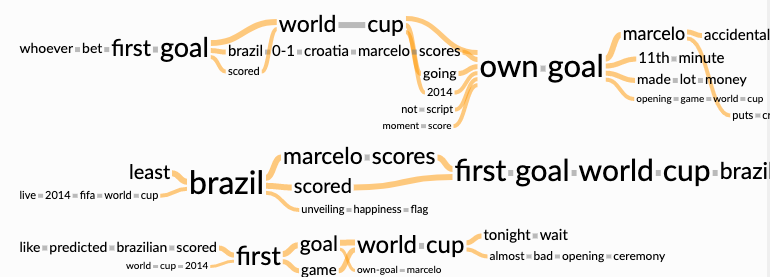 whoever bet first goal
world cup
brazil 0-1 croatia marcelo scores
scored
going
2014
not script
moment score
own goal
marcelo accidental
11th minute
made lot money
opening game world cup
puts cr
least
live 2014 fifa world cup
brazil
marcelo scores
scored
unveiling happiness flag
first goal world cup brazil
like predicted brazilian scored
world cup 2014
first
goal
game
world cup
own-goal marcelo
tonight wait
almost bad opening ceremony